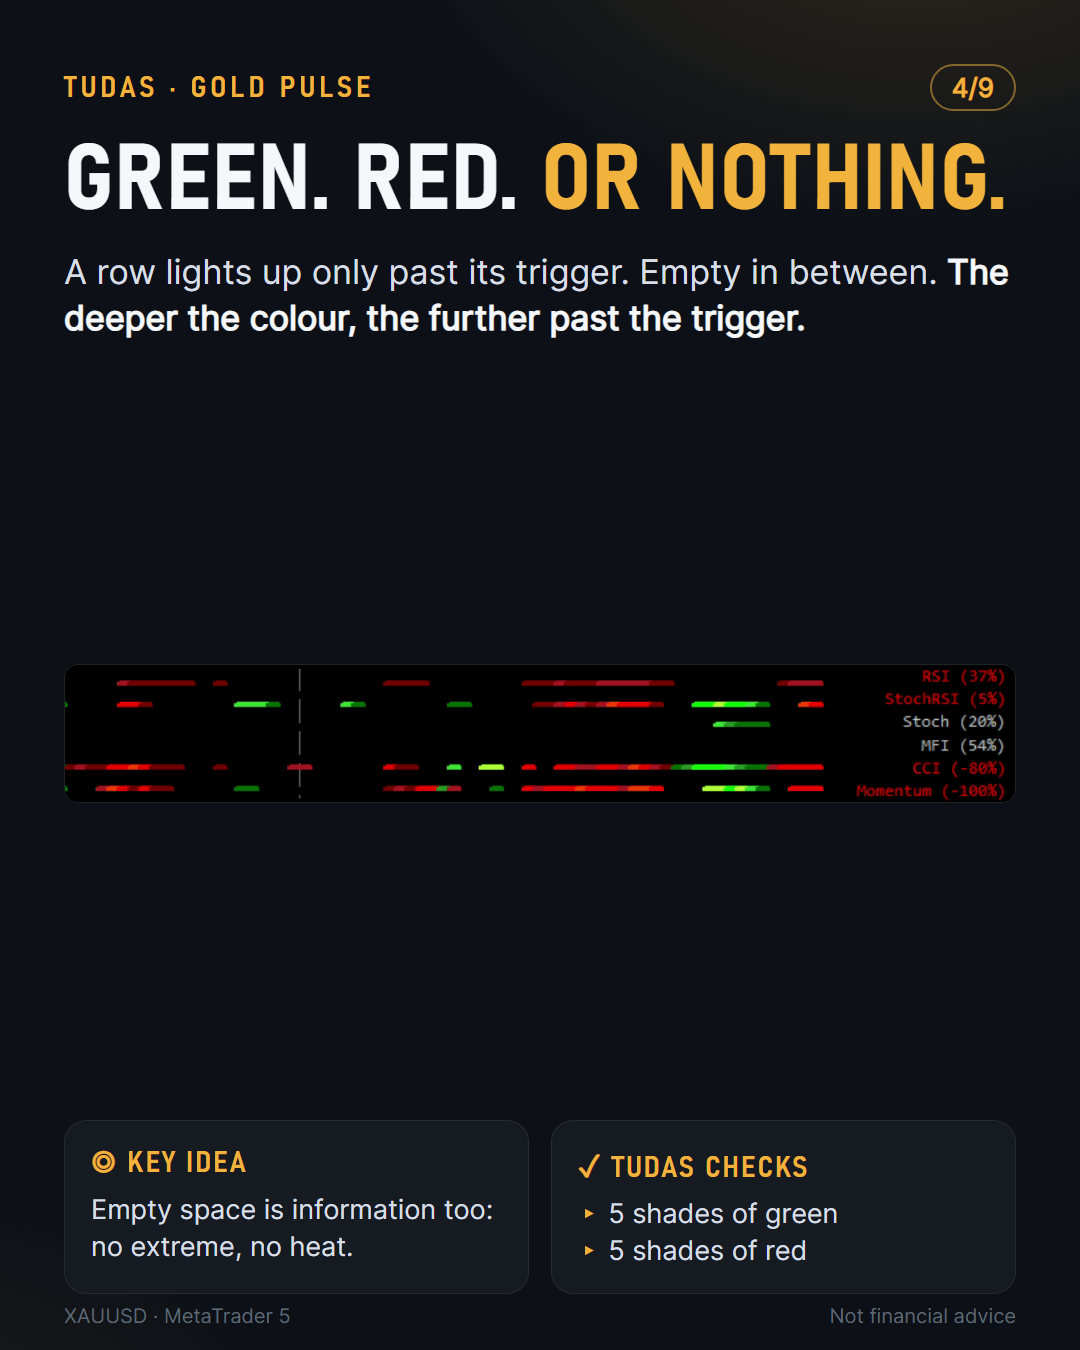 TUDAS · GOLD PULSE
4/9
GREEN. RED. OR NOTHING.
A row lights up only past its trigger. Empty in between. The
deeper the colour, the further past the trigger.
RSI (37%)
StochRSI (5%)
Stoch (20%)
MFI (54%)
CCI (-80%)
Momentum (-100%)
KEY IDEA
Empty space is information too:
no extreme, no heat.
✓ TUDAS CHECKS
▸ 5 shades of green
▸ 5 shades of red
XAUUSD · MetaTrader 5
Not financial advice